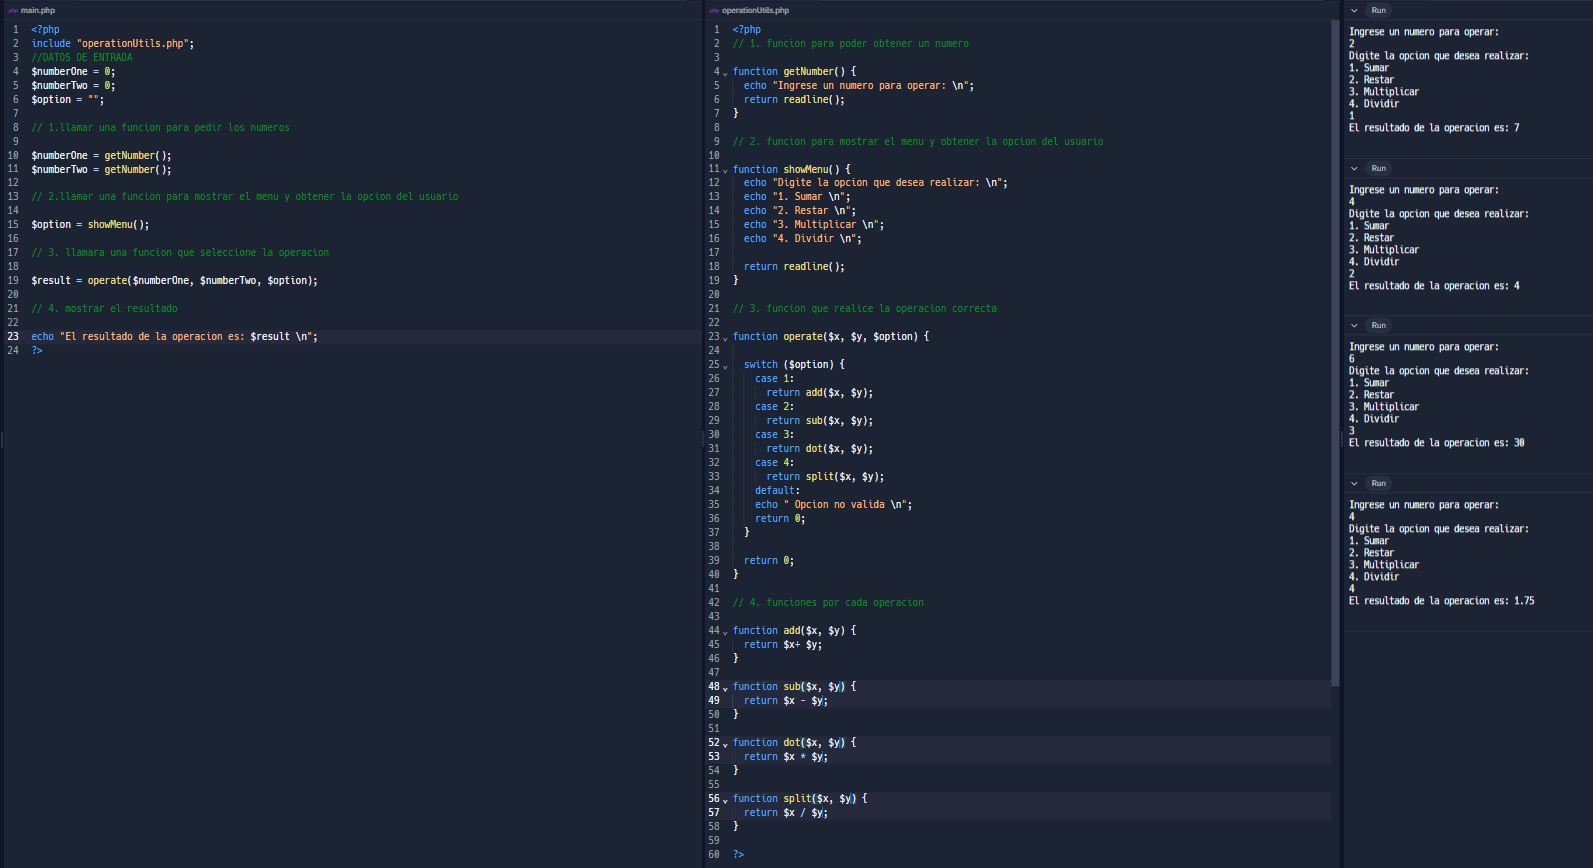 main.php
1 <?php
2 include "operationUtils.php";
3 //DATOS DE ENTRADA
4 $numberOne = 0;
5 $numberTwo = 0;
6 $option = "";
7
8 // 1.llamar una funcion para pedir los numeros
9
10 $numberOne = getNumber();
11 $numberTwo = getNumber();
12
13 // 2.llamar una funcion para mostrar el menu y obtener la opcion del usuario
14
15 $option = showMenu();
16
17 // 3. llamara una funcion que seleccione la operacion
18
19 $result = operate($numberOne, $numberTwo, $option);
20
21 // 4. mostrar el resultado
22
23 echo "El resultado de la operacion es: $result \n";
24 ?>
operationUtils.php
1 <?php
2 // 1. funcion para poder obtener un numero
3
4 function getNumber() {
5 echo "Ingrese un numero para operar: \n";
6 return readline();
7 }
8
9 // 2. funcion para mostrar el menu y obtener la opcion del usuario
10
11 function showMenu() {
12 echo "Digite la opcion que desea realizar: \n";
13 echo "1. Sumar \n";
14 echo "2. Restar \n";
15 echo "3. Multiplicar \n";
16 echo "4. Dividir \n";
17
18 return readline();
19 }
20
21 // 3. funcion que realice la operacion correcta
22
23 function operate($x, $y, $option) {
24
25 switch ($option) {
26 case 1:
27 return add($x, $y);
28 case 2:
29 return sub($x, $y);
30 case 3:
31 return dot($x, $y);
32 case 4:
33 return split($x, $y);
34 default:
35 echo " Opcion no valida \n";
36 return 0;
37 }
38
39 return 0;
40 }
41
42 // 4. funciones por cada operacion
43
44 function add($x, $y) {
45 return $x+ $y;
46 }
47
48 function sub($x, $y) {
49 return $x - $y;
50 }
51
52 function dot($x, $y) {
53 return $x * $y;
54 }
55
56 function split($x, $y) {
57 return $x / $y;
58 }
59
60 ?>
Run
Ingrese un numero para operar:
2
Digite la opcion que desea realizar:
1. Sumar
2. Restar
3. Multiplicar
4. Dividir
1
El resultado de la operacion es: 7
Run
Ingrese un numero para operar:
4
Digite la opcion que desea realizar:
1. Sumar
2. Restar
3. Multiplicar
4. Dividir
2
El resultado de la operacion es: 4
Run
Ingrese un numero para operar:
6
Digite la opcion que desea realizar:
1. Sumar
2. Restar
3. Multiplicar
4. Dividir
3
El resultado de la operacion es: 30
Run
Ingrese un numero para operar:
4
Digite la opcion que desea realizar:
1. Sumar
2. Restar
3. Multiplicar
4. Dividir
4
El resultado de la operacion es: 1.75